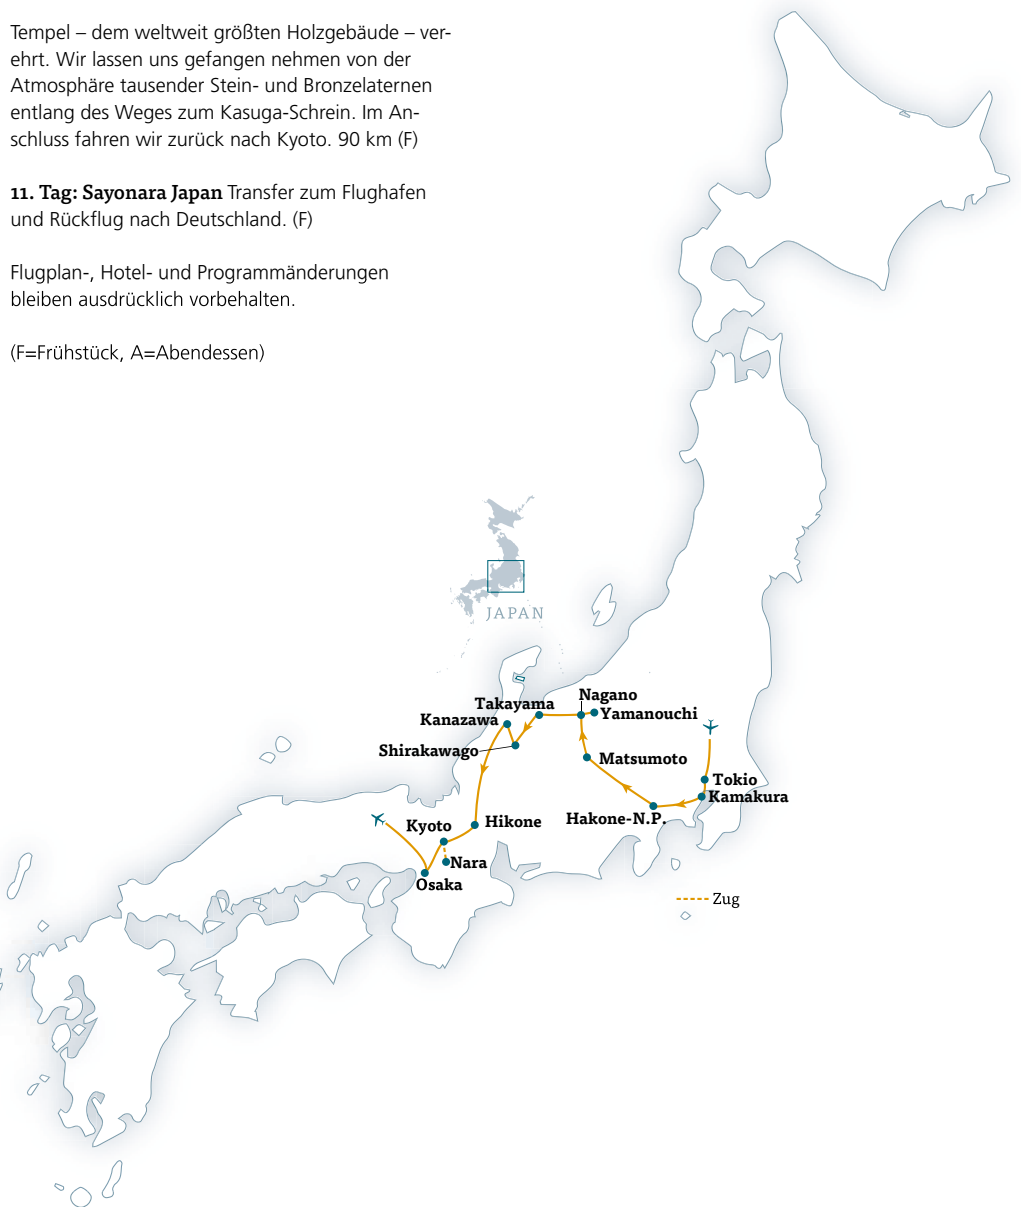 Tempel – dem weltweit größten Holzgebäude – ver-
ehrt. Wir lassen uns gefangen nehmen von der
Atmosphäre tausender Stein- und Bronzelaternen
entlang des Weges zum Kasuga-Schrein. Im An-
schluss fahren wir zurück nach Kyoto. 90 km (F)
11. Tag: Sayonara Japan Transfer zum Flughafen
und Rückflug nach Deutschland. (F)
Flugplan-, Hotel- und Programmänderungen
bleiben ausdrücklich vorbehalten.
(F=Frühstück, A=Abendessen)
JAPAN
Nagano
Takayama
Yamanouchi
Kanazawa
Shirakawago
Matsumoto
Tokio
Kamakura
Hakone-N.P.
Hikone
Kyoto
Nara
Osaka
Zug